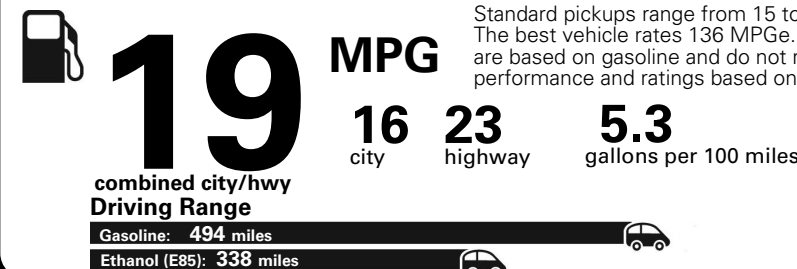 Standard pickups range from 15 to
The best vehicle rates 136 MPGe.
are based on gasoline and do not
performance and ratings based on
19 MPG
16 23 5.3
city highway gallons per 100 miles
combined city/hwy
Driving Range
Gasoline: 494 miles
Ethanol (E85): 338 miles